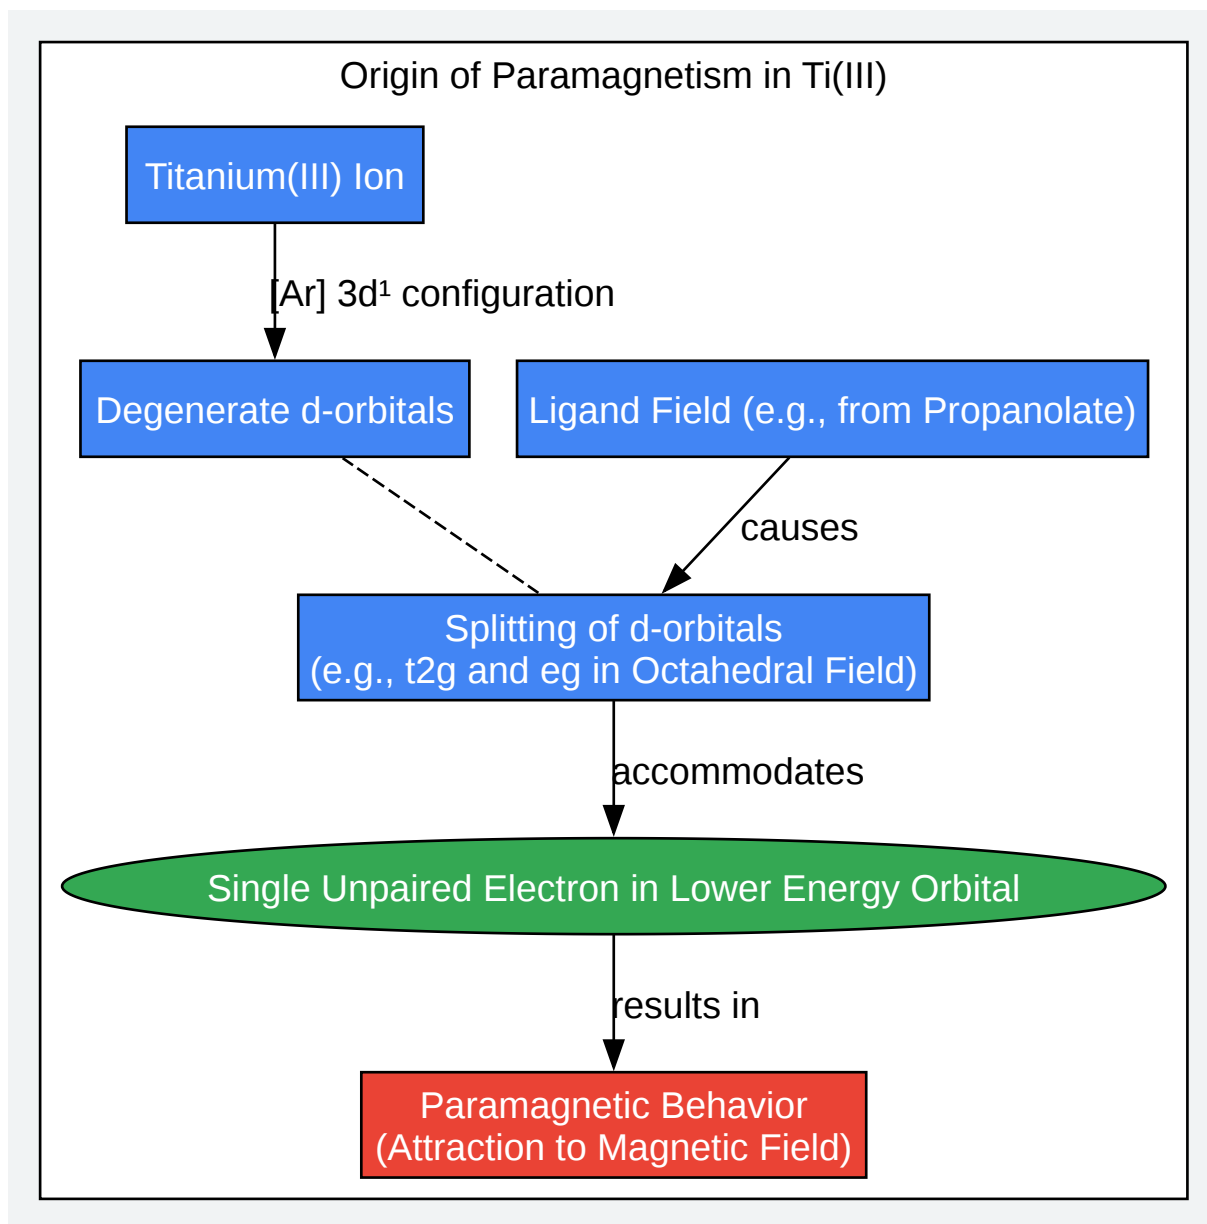 Origin of Paramagnetism in Ti(III)
Titanium(III) Ion
[Ar] 3d¹ configuration
Degenerate d-orbitals
Ligand Field (e.g., from Propanolate)
causes
Splitting of d-orbitals
(e.g., t2g and eg in Octahedral Field)
accommodates
Single Unpaired Electron in Lower Energy Orbital
results in
Paramagnetic Behavior
(Attraction to Magnetic Field)